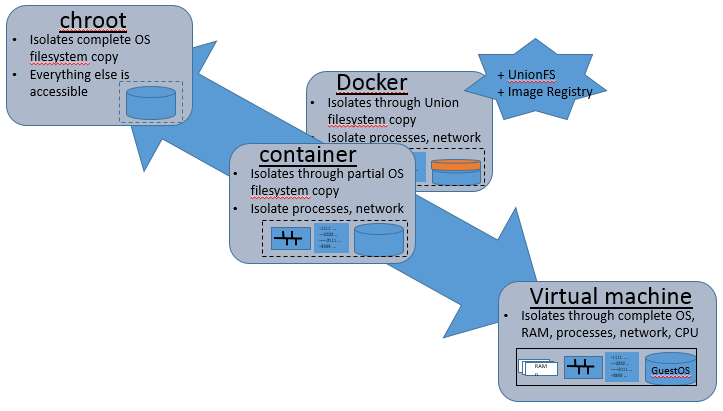 chroot
• Isolates complete OS
filesystem copy
• Everything else is
accessible
Docker
• Isolates through Union
filesystem copy
• Isolate processes, network
+ UnionFS
+ Image Registry
container
• Isolates through partial OS
filesystem copy
• Isolate processes, network
Virtual machine
• Isolates through complete OS,
RAM, processes, network, CPU
RAM
GuestOS